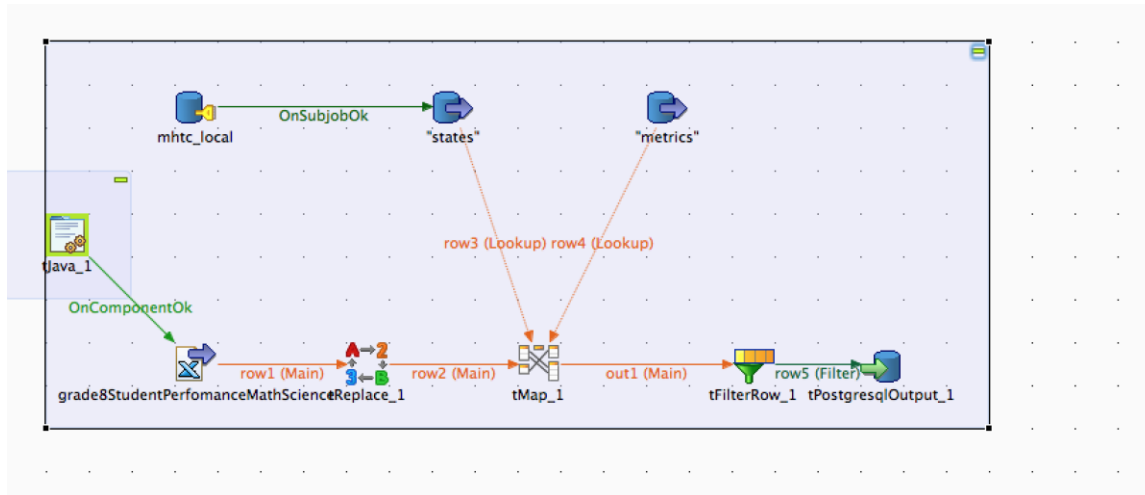 OnSubjobOk
mhtc_local
"states"
"metrics"
row3 (Lookup) row4 (Lookup)
tJava_1
OnComponentOk
row1 (Main)
row2 (Main)
out1 (Main)
row5 (Filter)
grade8StudentPerfomanceMathScience
tReplace_1
tMap_1
tFilterRow_1
tPostgresqlOutput_1